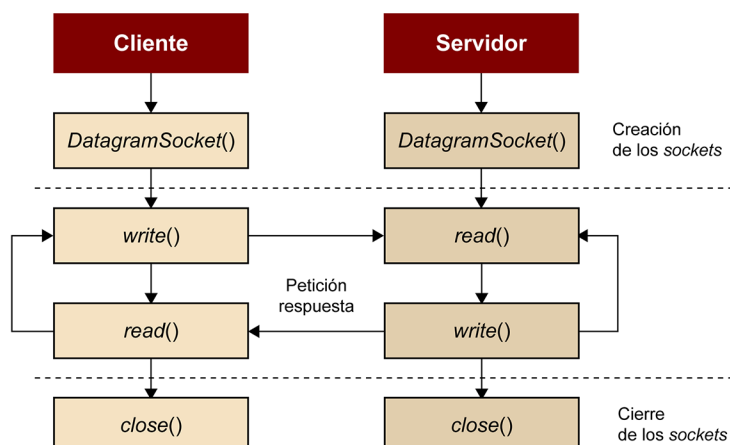 Cliente
Servidor
DatagramSocket()
DatagramSocket()
Creación
de los sockets
write()
read()
Petición
respuesta
read()
write()
close()
close()
Cierre
de los sockets